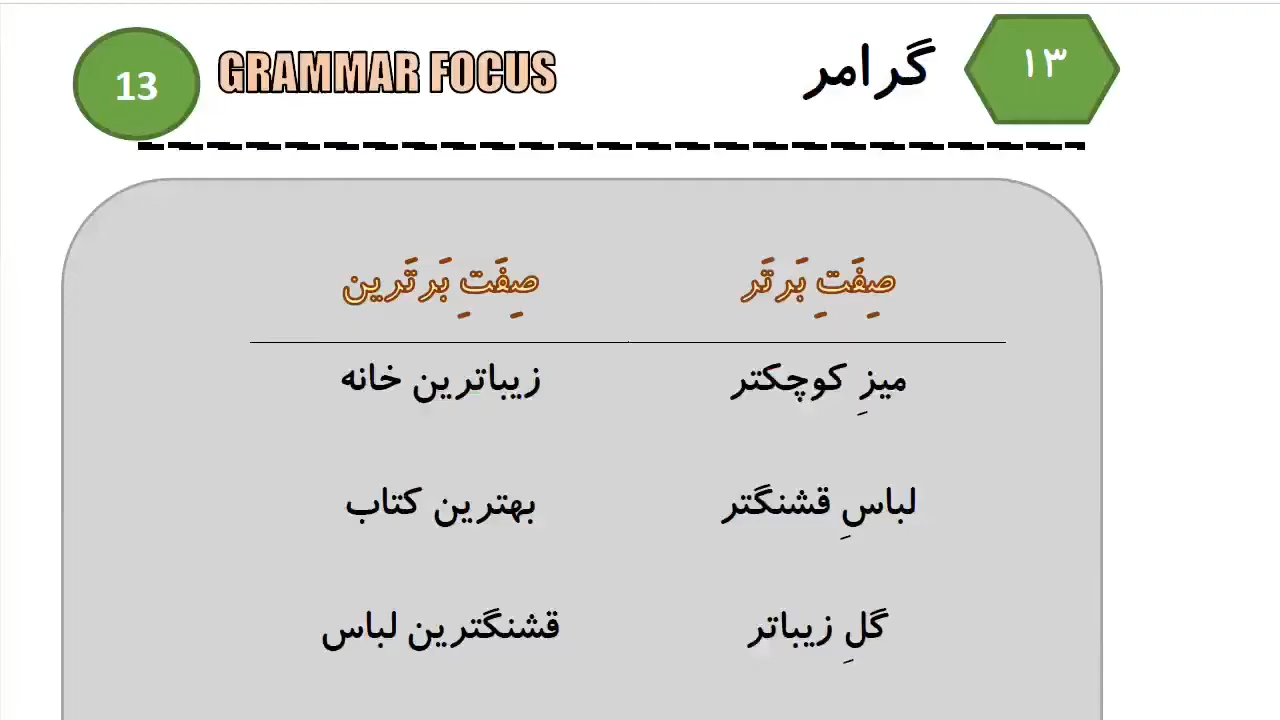 13 GRAMMAR FOCUS گرامر ۱۳
صِفَتِ بَرتَر صِفَتِ بَرتَرین
میزِ کوچکتر زیباترین خانه
لباسِ قشنگتر بهترین کتاب
گلِ زیباتر قشنگترین لباس